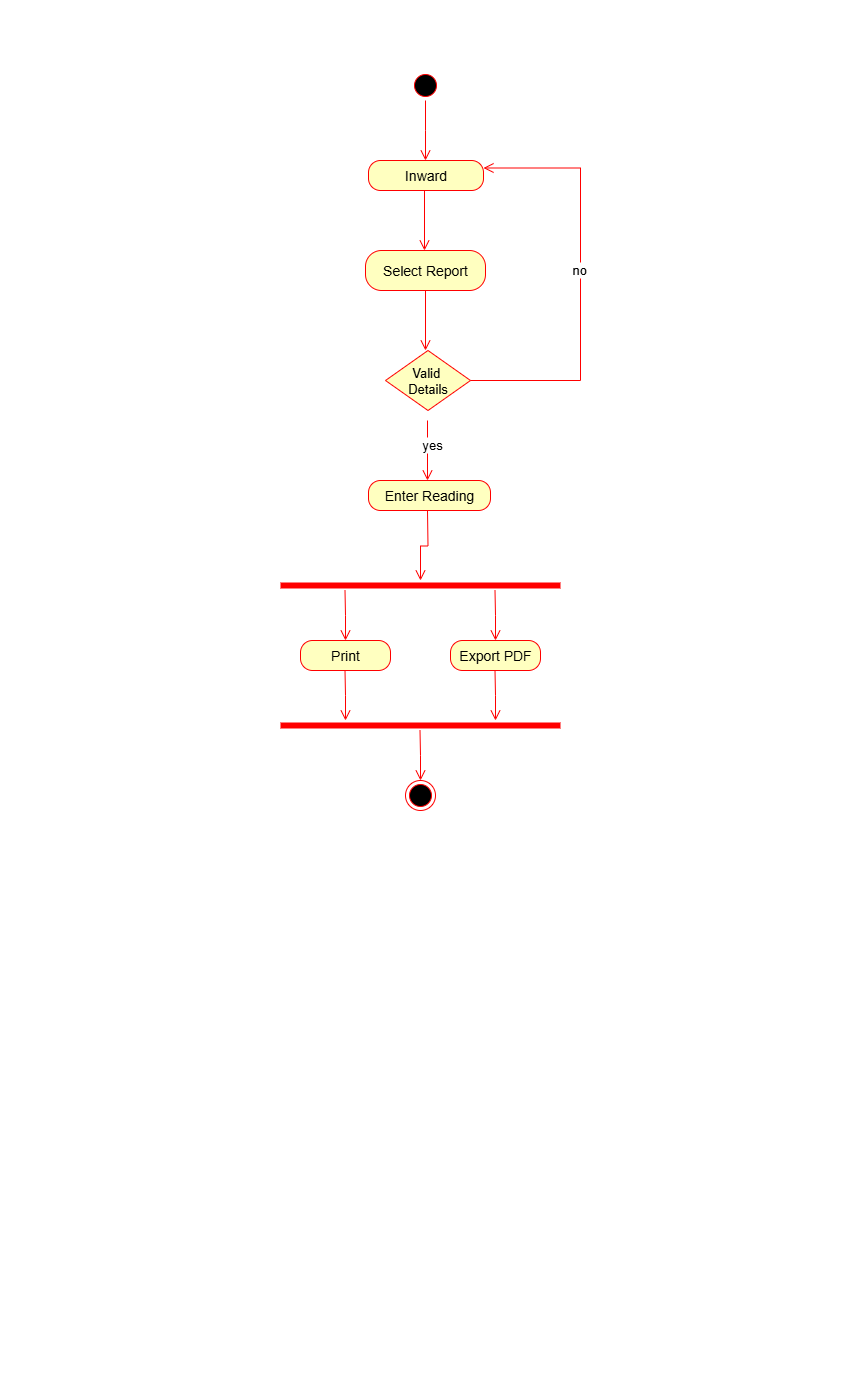 Inward
Select Report
no
Valid
Details
yes
Enter Reading
Print
Export PDF